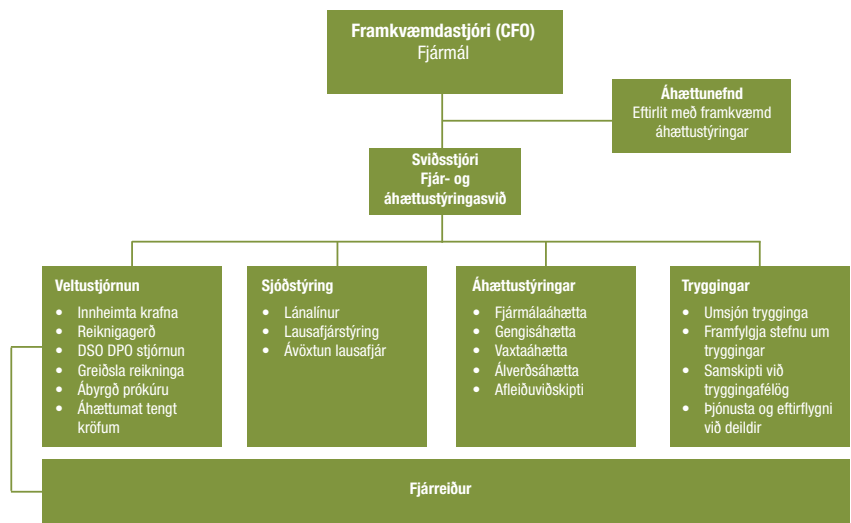 Framkvæmdastjóri (CFO)
Fjármál
Áhættunefnd
Eftirlit með framkvæmd
áhættustýringar
Sviðsstjóri
Fjár- og
áhættustýringasvið
Veltustjórnun
• Innheimta krafna
• Reiknigagerð
• DSO DPO stjórnun
• Greiðsla reikninga
• Ábyrgð prókúru
• Áhættumat tengt
kröfum
Sjóðstýring
• Lánalínur
• Lausafjárstýring
• Ávöxtun lausafjár
Áhættustýringar
• Fjármálaáhætta
• Gengisáhætta
• Vaxtaáhætta
• Álverðsáhætta
• Afleiðuviðskipti
Tryggingar
• Umsjón trygginga
• Framfylgja stefnu um
tryggingar
• Samskipti við
tryggingafélög
• Þjónusta og eftirflygni
við deildir
Fjárreiður